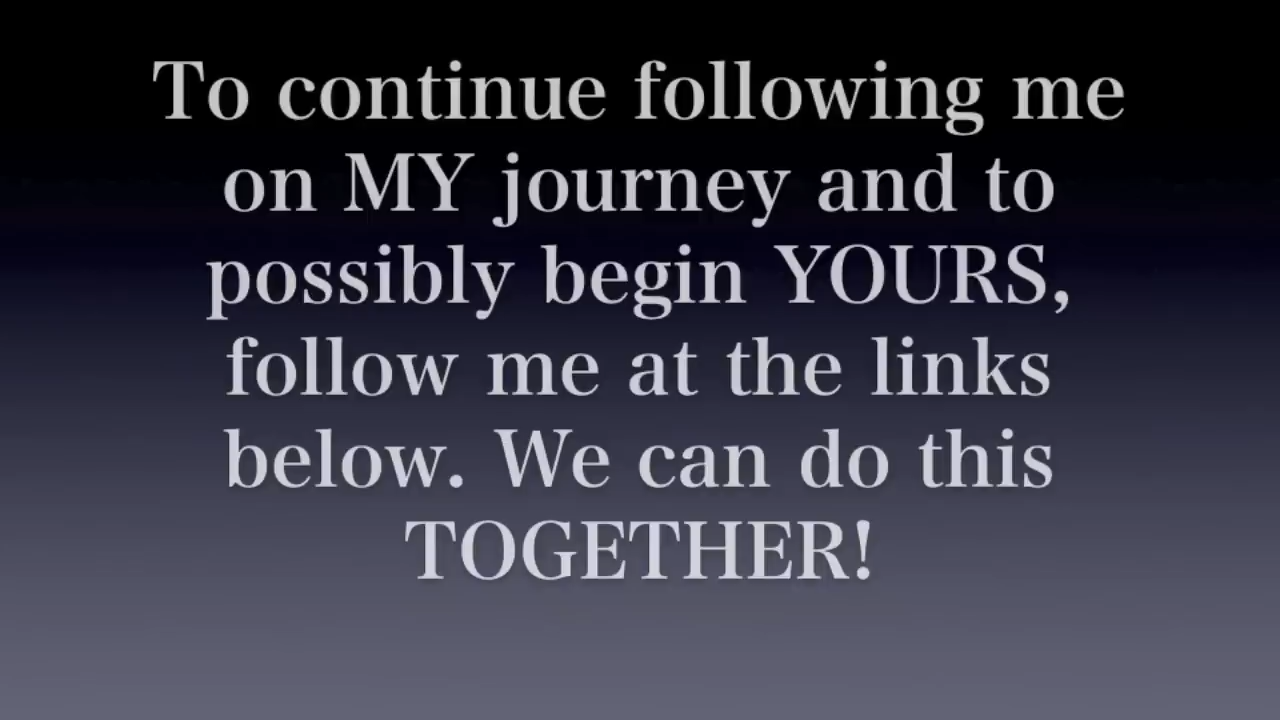 To continue following me
on MY journey and to
possibly begin YOURS,
follow me at the links
below. We can do this
TOGETHER!